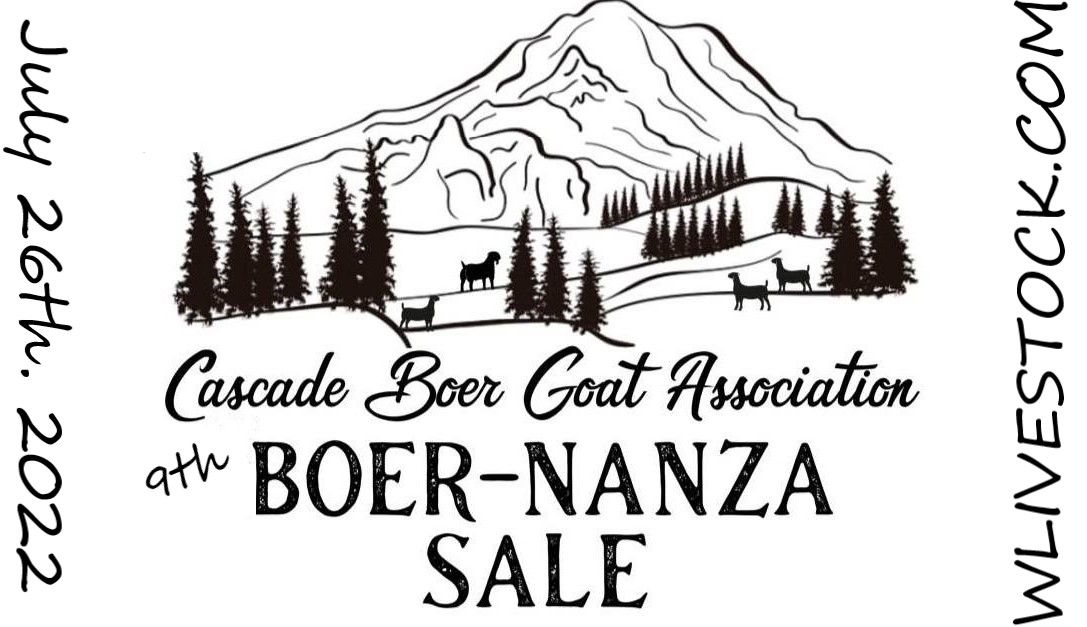 July 26th. 2022
Cascade Boer Goat Association
9th BOER-NANZA
SALE
WLIVESTOCK.COM